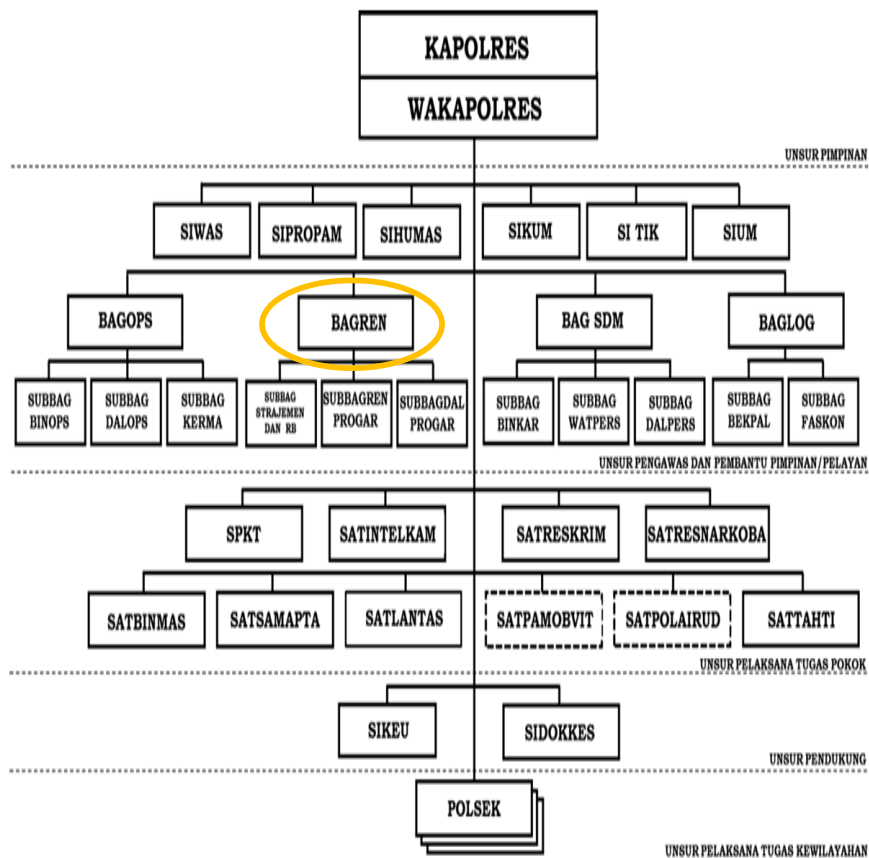 KAPOLRES
WAKAPOLRES
UNSUR PIMPINAN
SIWAS
SIPROPAM
SIHUMAS
SIKUM
SI TIK
SIUM
BAGOPS
BAGREN
BAG SDM
BAGLOG
SUBBAG
BINOPS
SUBBAG
DALOPS
SUBBAG
KERMA
SUBBAG
STRAJEMEN
DAN RB
SUBBAGREN
PROGAR
SUBBAGDAL
PROGAR
SUBBAG
BINKAR
SUBBAG
WATPERS
SUBBAG
DALPERS
SUBBAG
BEKPAL
SUBBAG
FASKON
UNSUR PENGAWAS DAN PEMBANTU PIMPINAN/PELAYAN
SPKT
SATINTELKAM
SATRESKRIM
SATRESNARKOBA
SATBINMAS
SATSAMAPTA
SATLANTAS
SATPAMOBVIT
SATPOLAIRUD
SATTAHTI
UNSUR PELAKSANA TUGAS POKOK
SIKEU
SIDOKKES
UNSUR PENDUKUNG
POLSEK
UNSUR PELAKSANA TUGAS KEWILAYAHAN